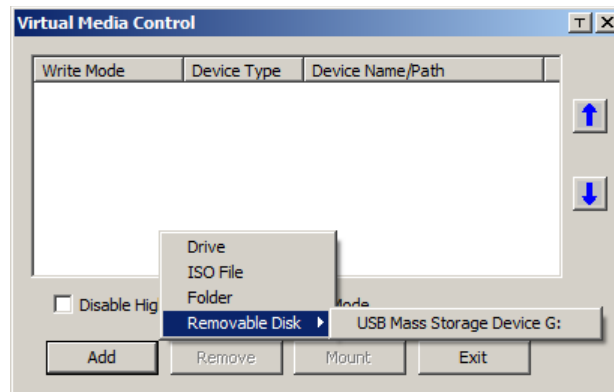 Virtual Media Control
Write Mode Device Type Device Name/Path
Drive
ISO File
Folder
Removable Disk
USB Mass Storage Device G:
Disable Mode
Add Remove Mount Exit